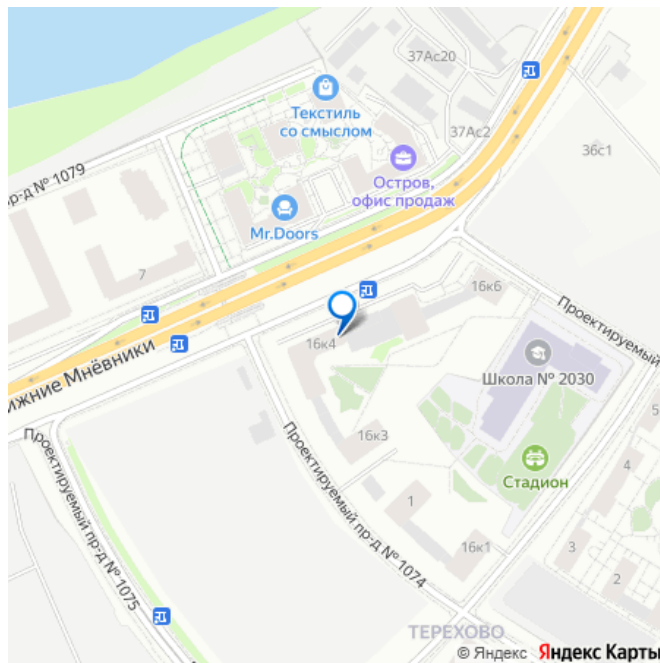 37Ас20
Текстиль
со смыслом
37Ас2
36с1
Остров,
офис продаж
р-д № 1079
Mr.Doors
7
16к6
Проектируемый
16к4
ижние Мнёвники
Школа № 2030
16к3
Проектируемый пр-д № 1075
Проектируемый пр-д № 1074
Стадион
5
4
1
16к1
3
2
ТЕРЕХОВО
© Яндекс Яндекс Карты